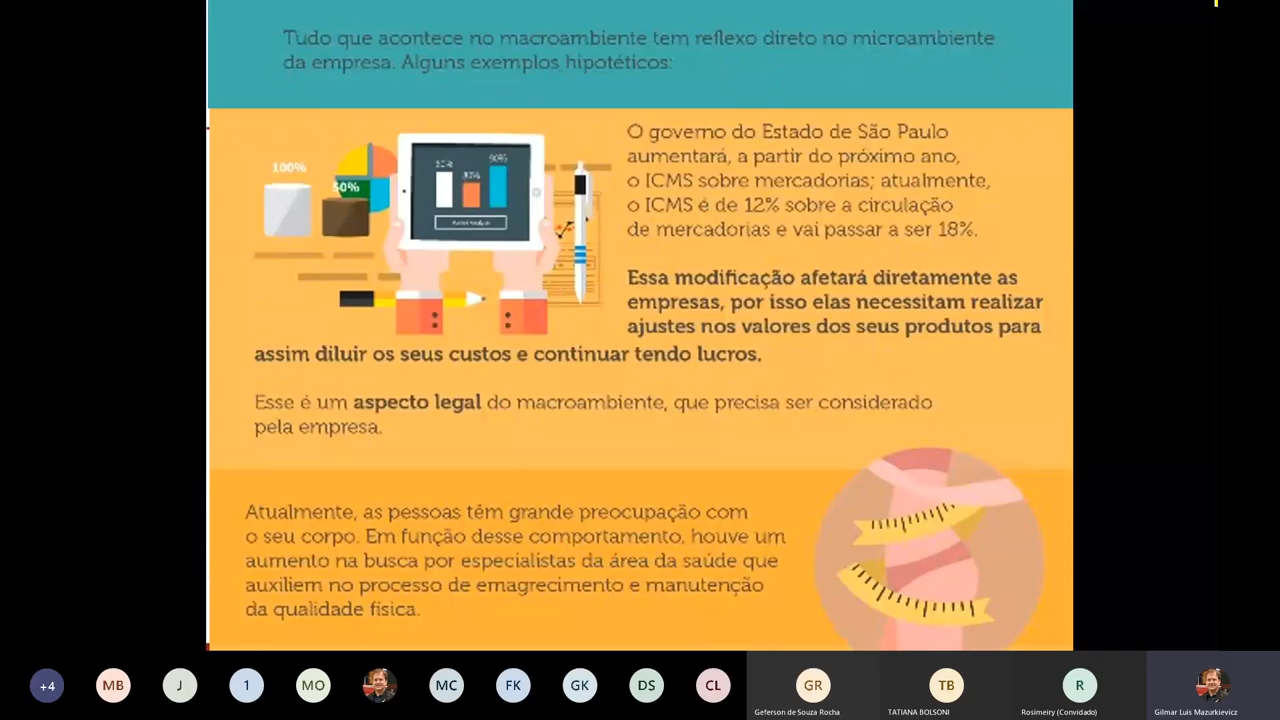 Tudo que acontece no macroambiente tem reflexo direto no microambiente
da empresa. Alguns exemplos hipotéticos:
O governo do Estado de São Paulo
aumentará, a partir do próximo ano,
o ICMS sobre mercadorias; atualmente,
o ICMS é de 12% sobre a circulação
de mercadorias e vai passar a ser 18%.
100%
50%
90%
Essa modificação afetará diretamente as
empresas, por isso elas necessitam realizar
ajustes nos valores dos seus produtos para
assim diluir os seus custos e continuar tendo lucros.
Esse é um aspecto legal do macroambiente, que precisa ser considerado
pela empresa.
Atualmente, as pessoas têm grande preocupação com
o seu corpo. Em função desse comportamento, houve um
aumento na busca por especialistas da área da saúde que
auxiliem no processo de emagrecimento e manutenção
da qualidade física.
+4 MB J 1 MO MC FK GK DS CL GR TB R
Geferson de Souza Rocha TATIANA BOLSONI Rosimeiry (Convidado) Gilmar Luis Mazurkievicz